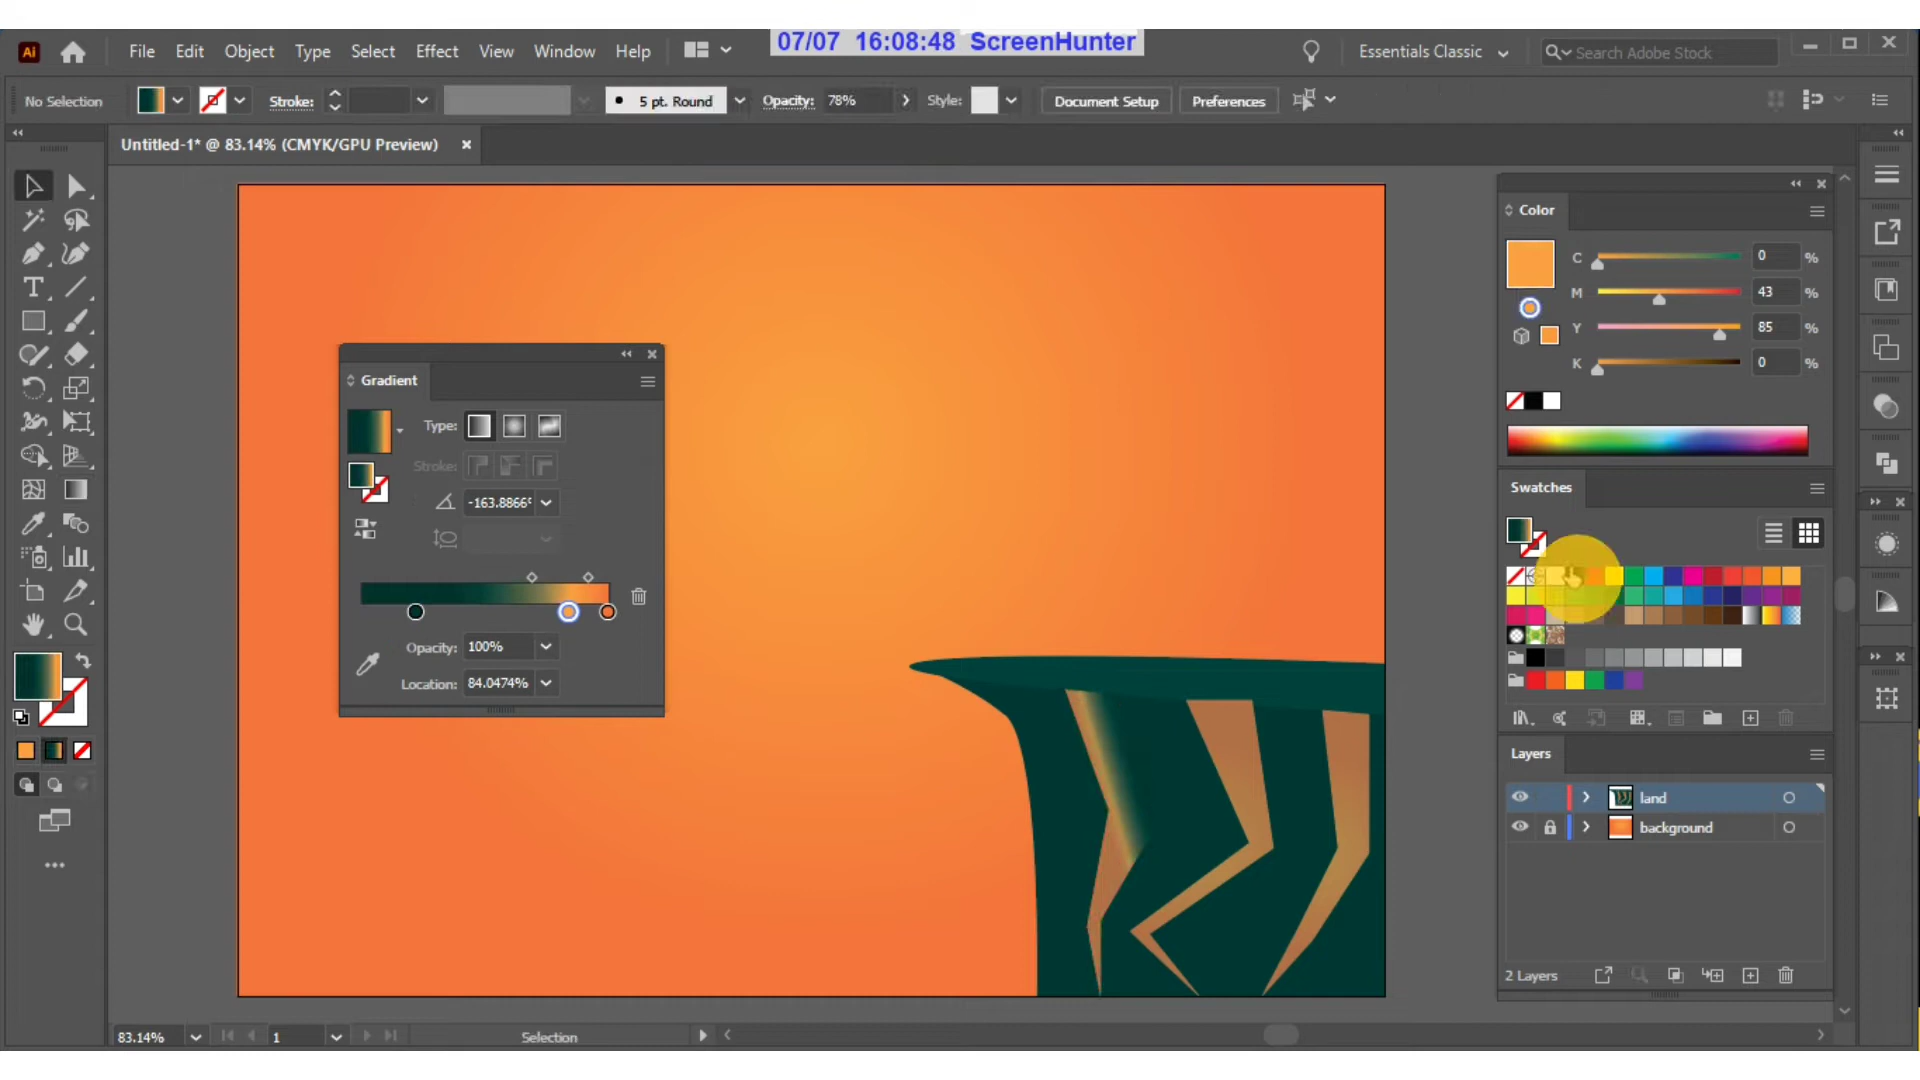 07/07 16:08:48 ScreenHunter
Ai File Edit Object Type Select Effect View Window Help Essentials Classic Search Adobe Stock
No Selection Stroke: 5 pt. Round Opacity: 78% Style: Document Setup Preferences
Untitled-1* @ 83.14% (CMYK/GPU Preview)
Color
C 0 %
M 43 %
Y 85 %
K 0 %
Gradient
Type:
Stroke:
-163.8866°
Opacity: 100%
Location: 84.0474%
Swatches
Layers
land
background
2 Layers
83.14% 1 Selection